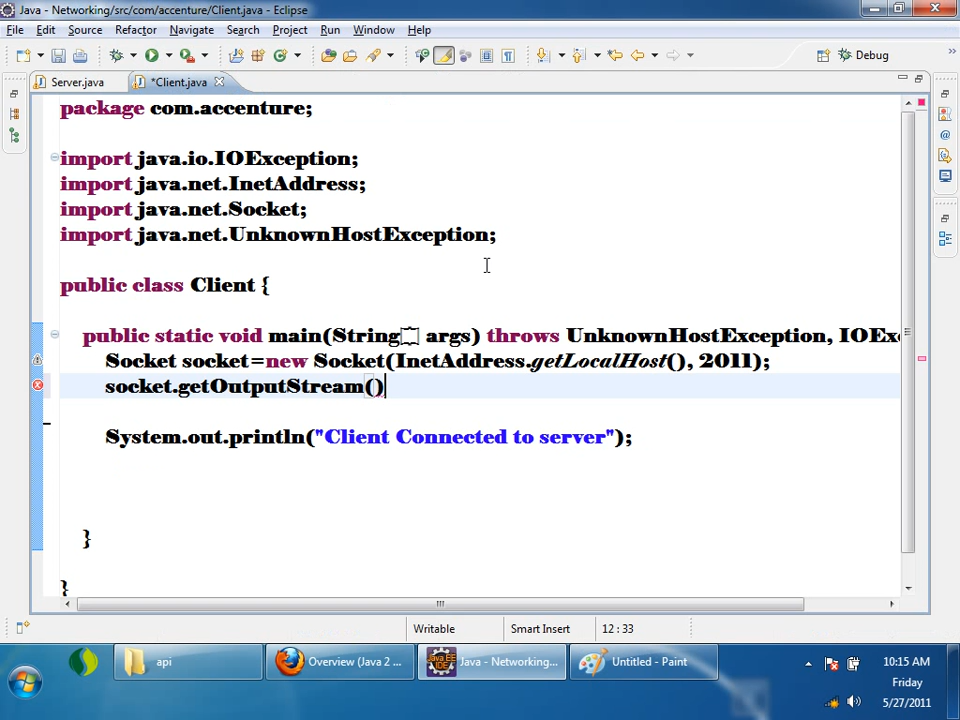 Java - Networking/src/com/accenture/Client.java - Eclipse
File Edit Source Refactor Navigate Search Project Run Window Help
Debug
Server.java *Client.java
package com.accenture;
import java.io.IOException;
import java.net.InetAddress;
import java.net.Socket;
import java.net.UnknownHostException;
public class Client {
public static void main(String[] args) throws UnknownHostException, IOExc
Socket socket=new Socket(InetAddress.getLocalHost(), 2011);
socket.getOutputStream()
System.out.println("Client Connected to server");
}
}
Writable Smart Insert 12 : 33
api Overview (Java 2 ... Java - Networking... Untitled - Paint
10:15 AM
Friday
5/27/2011